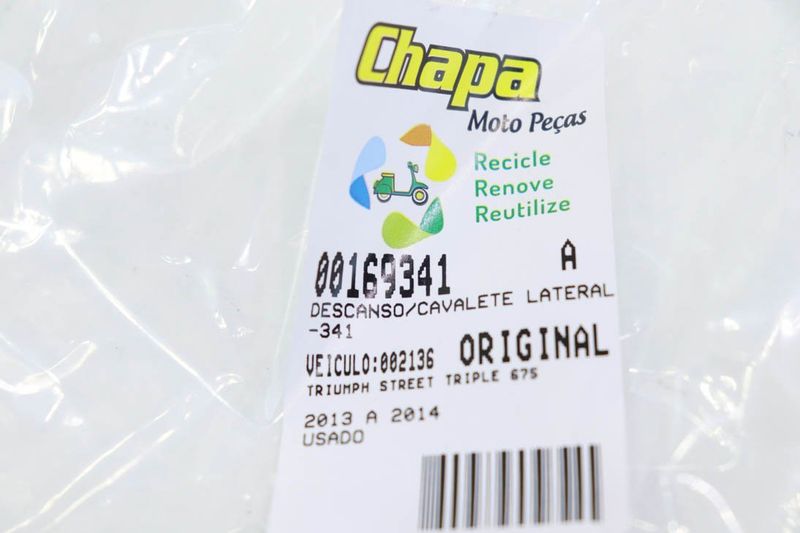 Chapa
Moto Peças
Recicle
Renove
Reutilize
00169341 A
DESCANSO/CAVALETE LATERAL
-341
VEICULO:002136 ORIGINAL
TRIUMPH STREET TRIPLE 675
2013 A 2014
USADO